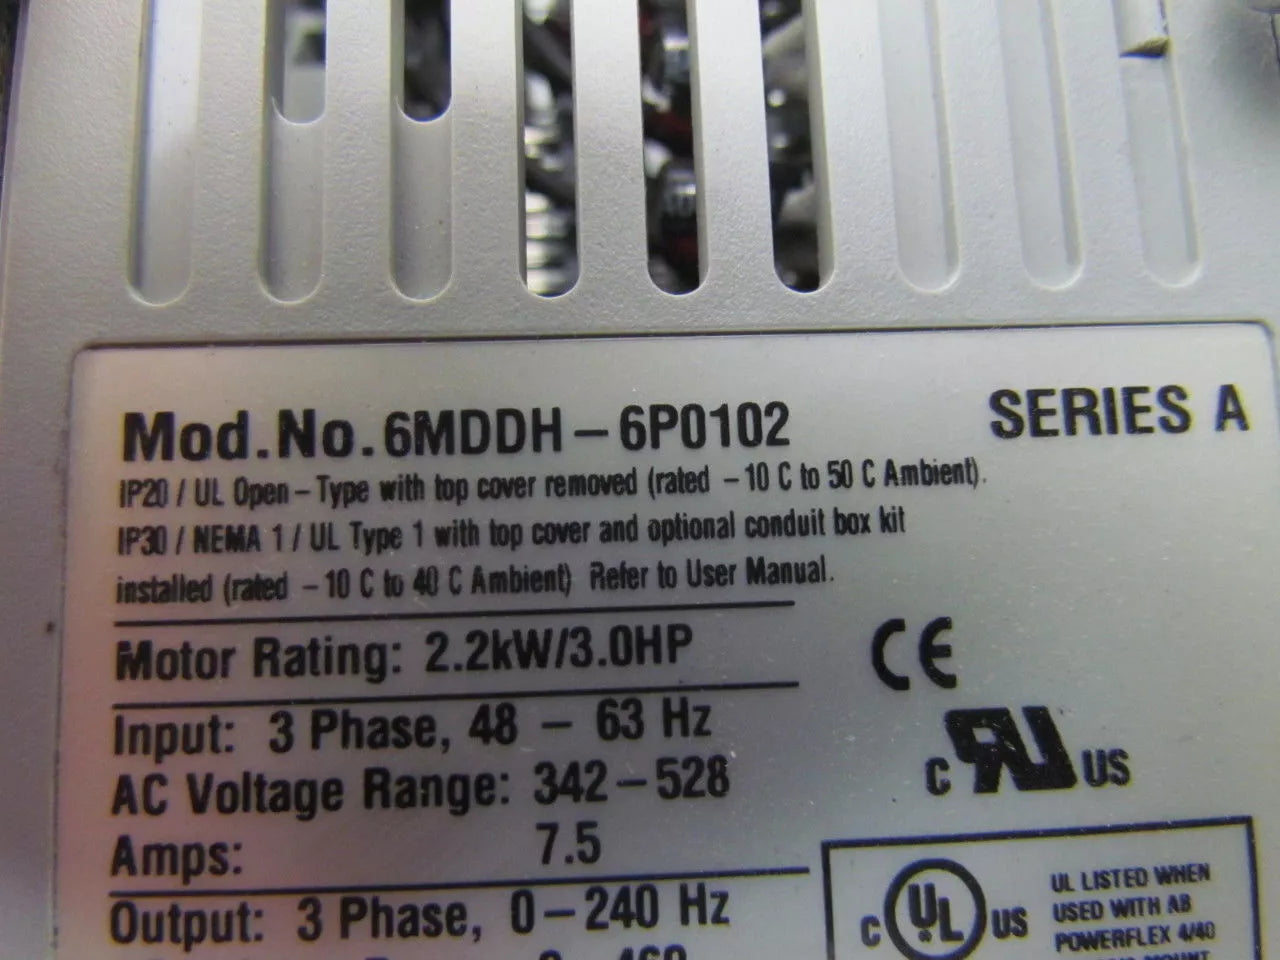 Mod.No. 6MDDH-6P0102 SERIES A
IP20 / UL Open-Type with top cover removed (rated -10 C to 50 C Ambient).
IP30 / NEMA 1 / UL Type 1 with top cover and optional conduit box kit
installed (rated -10 C to 40 C Ambient) Refer to User Manual.
Motor Rating: 2.2kW/3.0HP
CE
Input: 3 Phase, 48 - 63 Hz
C RU US
AC Voltage Range: 342-528
Amps: 7.5
Output: 3 Phase, 0-240 Hz
C UL US
UL LISTED WHEN
USED WITH AB
POWERFLEX 4/40